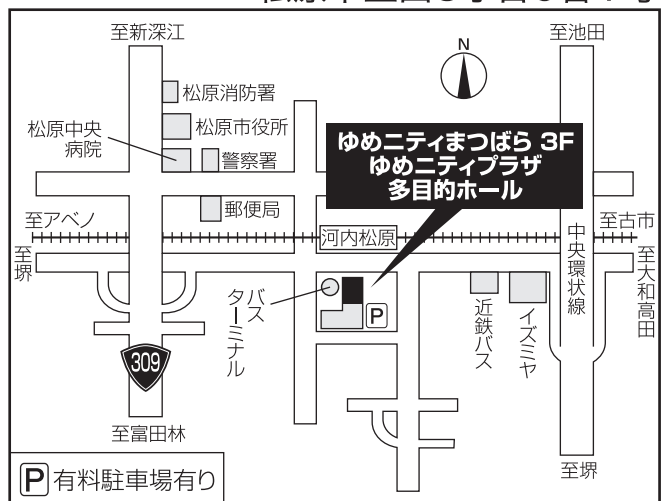 至新深江
至池田
N
松原消防署
松原市役所
松原中央
病院
警察署
ゆめニティまつばら 3F
ゆめニティプラザ
多目的ホール
郵便局
至アベノ
河内松原
至古市
至堺
中央環状線
至大和高田
バス
ターミナル
P
近鉄バス
イズミヤ
309
至富田林
至堺
P 有料駐車場有り